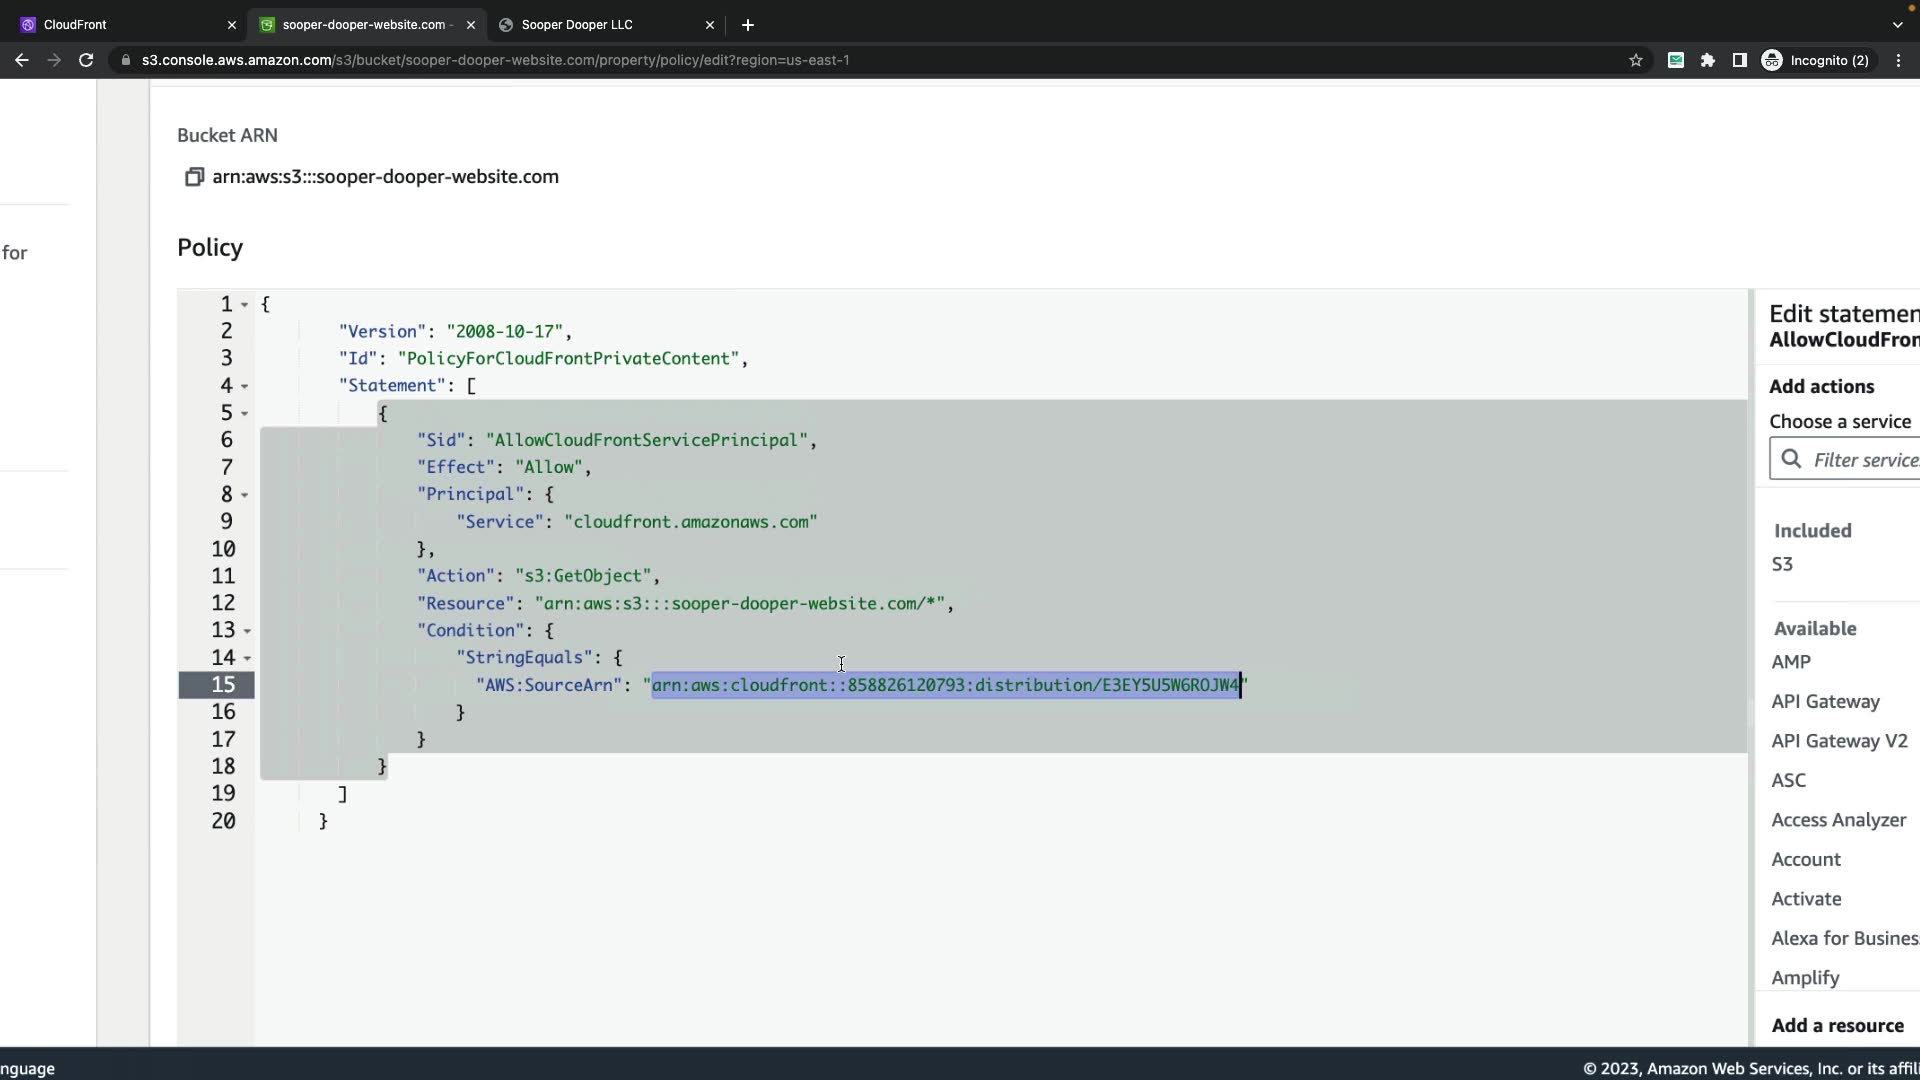 CloudFront
sooper-dooper-website.com -
Sooper Dooper LLC
s3.console.aws.amazon.com/s3/bucket/sooper-dooper-website.com/property/policy/edit?region=us-east-1
Incognito (2)
for
Bucket ARN
arn:aws:s3:::sooper-dooper-website.com
Policy
1 {
2 "Version": "2008-10-17",
3 "Id": "PolicyForCloudFrontPrivateContent",
4 "Statement": [
5 {
6 "Sid": "AllowCloudFrontServicePrincipal",
7 "Effect": "Allow",
8 "Principal": {
9 "Service": "cloudfront.amazonaws.com"
10 },
11 "Action": "s3:GetObject",
12 "Resource": "arn:aws:s3:::sooper-dooper-website.com/*",
13 "Condition": {
14 "StringEquals": {
15 "AWS:SourceArn": "arn:aws:cloudfront::858826120793:distribution/E3EY5U5W6ROJW4"
16 }
17 }
18 }
19 ]
20 }
Edit statemen
AllowCloudFron
Add actions
Choose a service
Filter service
Included
S3
Available
AMP
API Gateway
API Gateway V2
ASC
Access Analyzer
Account
Activate
Alexa for Busines
Amplify
Add a resource
nguage
© 2023, Amazon Web Services, Inc. or its affil